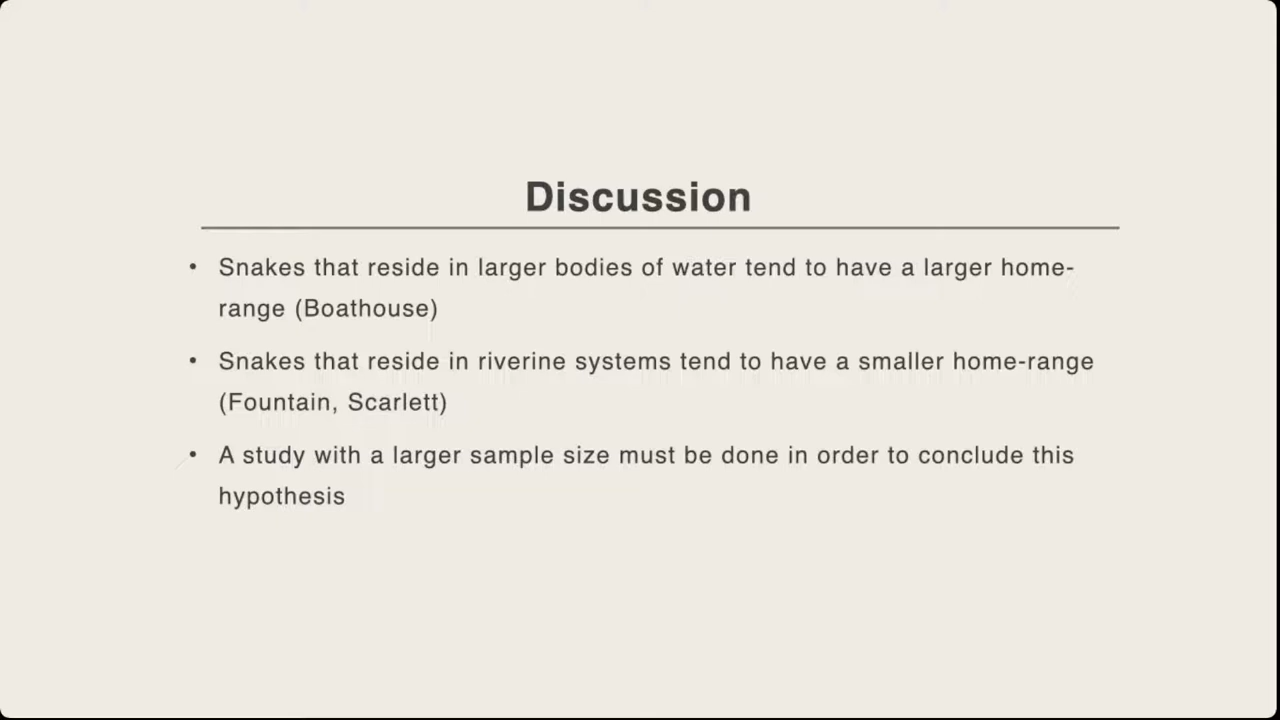 Discussion
• Snakes that reside in larger bodies of water tend to have a larger home-
range (Boathouse)
• Snakes that reside in riverine systems tend to have a smaller home-range
(Fountain, Scarlett)
• A study with a larger sample size must be done in order to conclude this
hypothesis